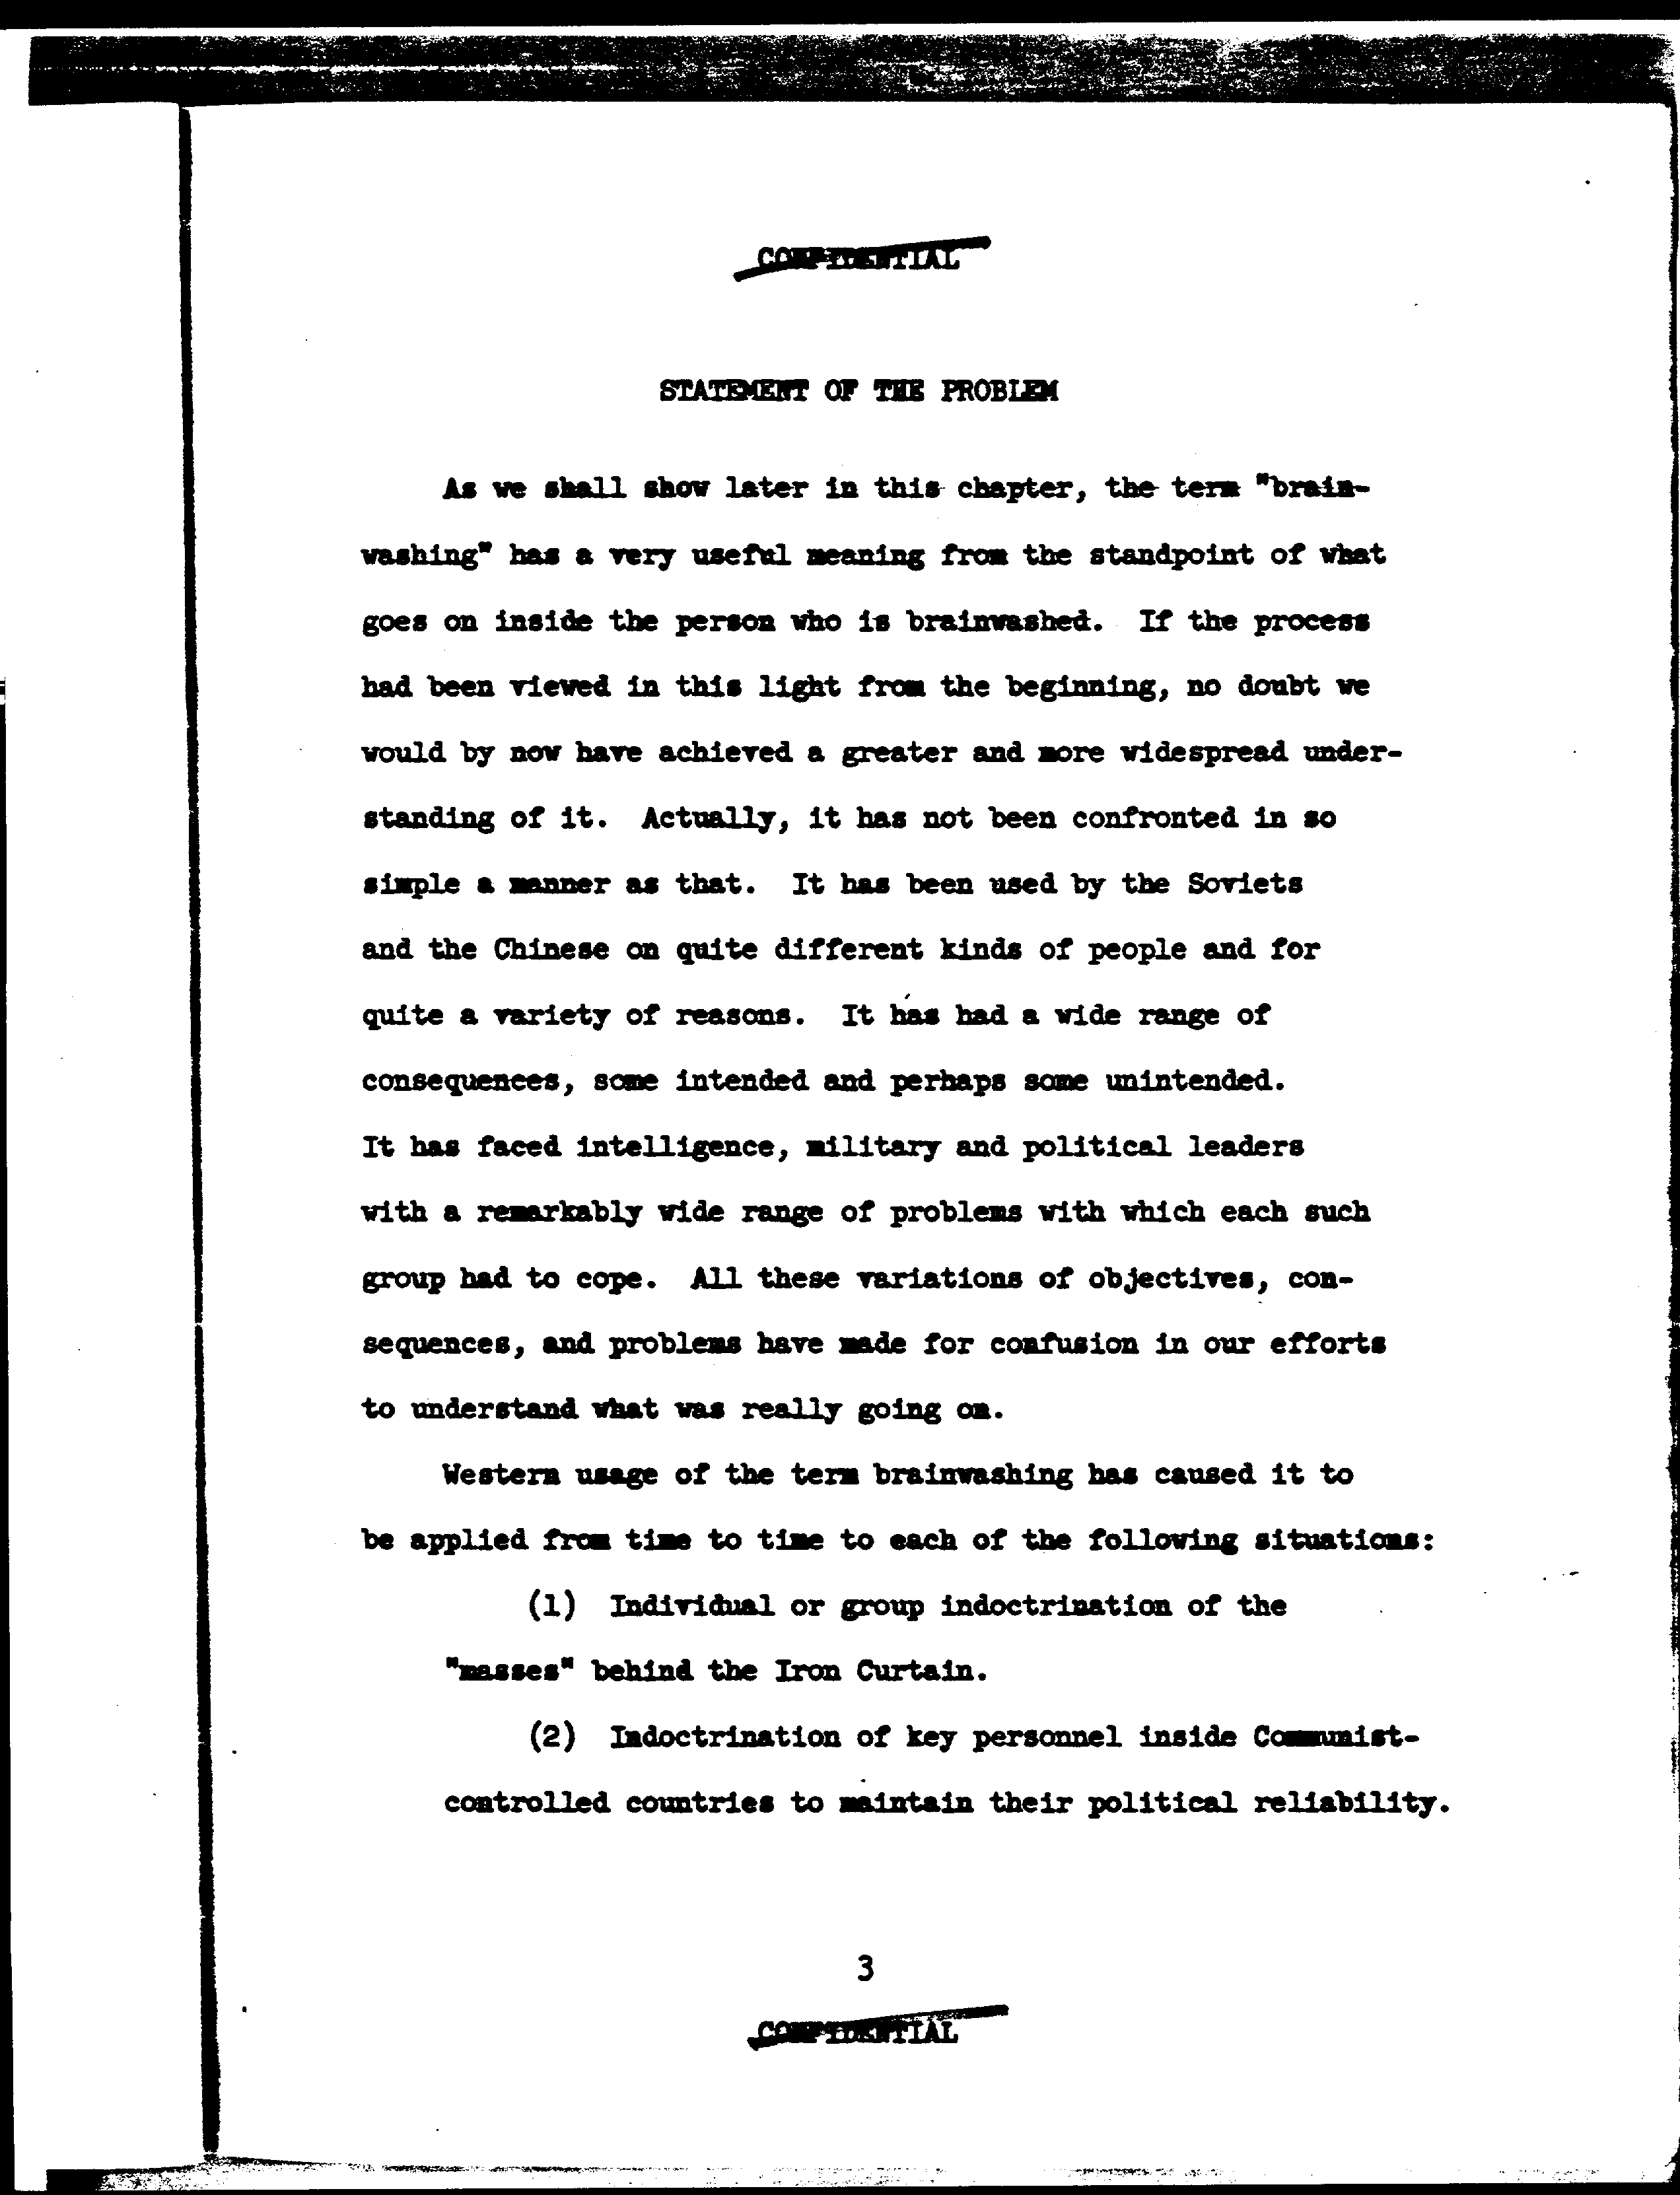 CONFIDENTIAL
STATEMENT OF THE PROBLEM
As we shall show later in this chapter, the term "brain-
washing" has a very useful meaning from the standpoint of what
goes on inside the person who is brainwashed. If the process
had been viewed in this light from the beginning, no doubt we
would by now have achieved a greater and more widespread under-
standing of it. Actually, it has not been confronted in so
simple a manner as that. It has been used by the Soviets
and the Chinese on quite different kinds of people and for
quite a variety of reasons. It has had a wide range of
consequences, some intended and perhaps some unintended.
It has faced intelligence, military and political leaders
with a remarkably wide range of problems with which each such
group had to cope. All these variations of objectives, con-
sequences, and problems have made for confusion in our efforts
to understand what was really going on.
Western usage of the term brainwashing has caused it to
be applied from time to time to each of the following situations:
(1) Individual or group indoctrination of the
"masses" behind the Iron Curtain.
(2) Indoctrination of key personnel inside Communist-
controlled countries to maintain their political reliability.
3
CONFIDENTIAL